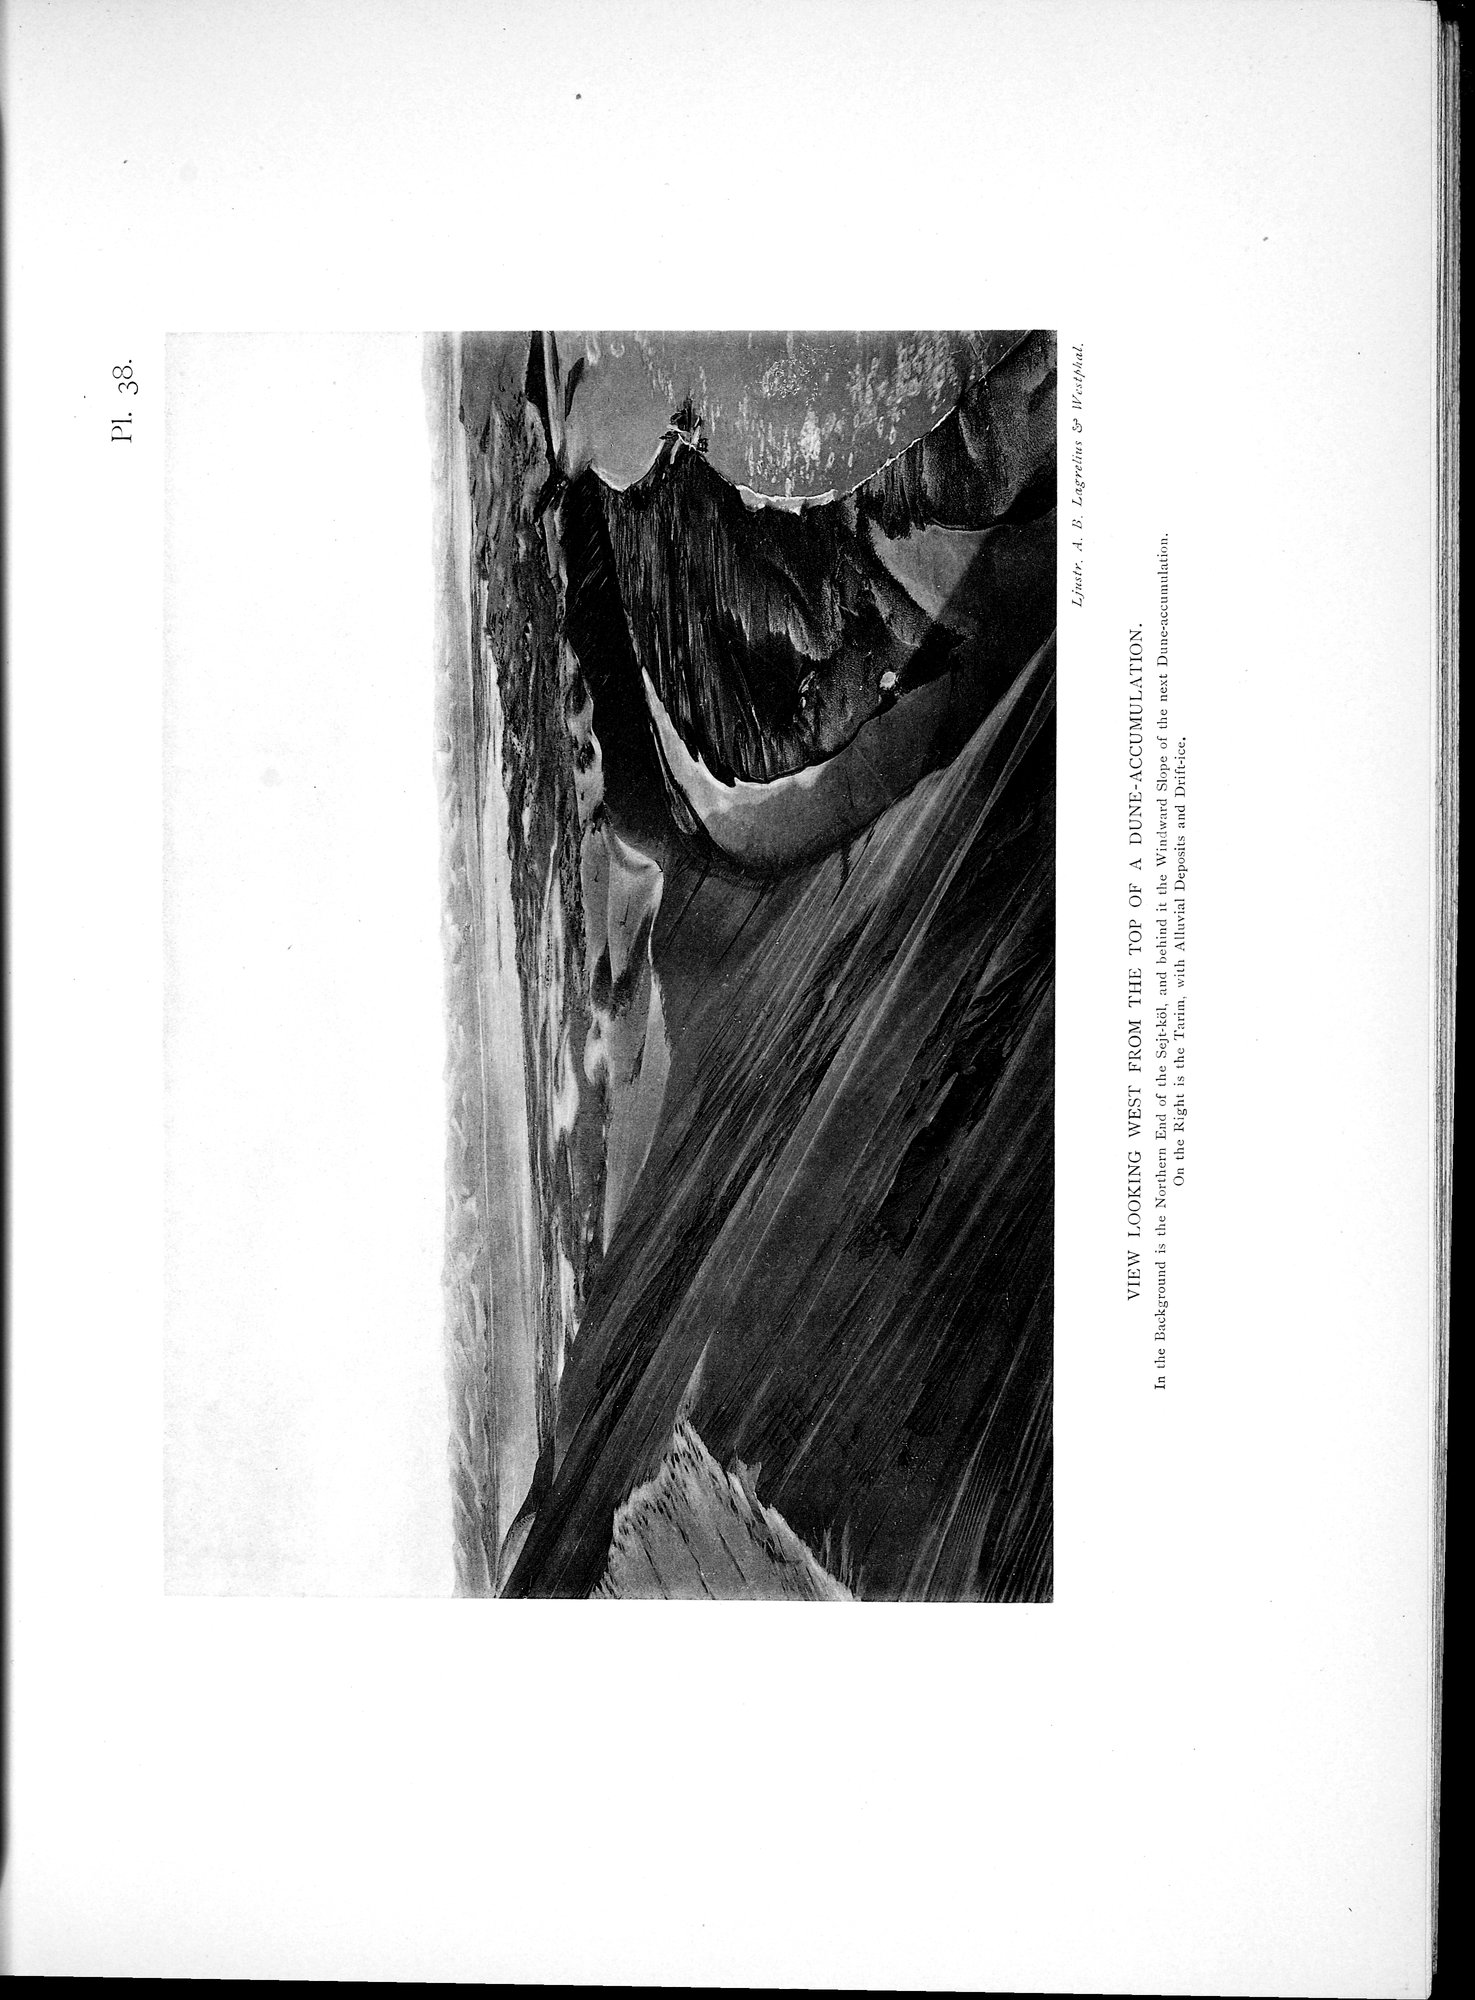 Pl. 38.
Ljustr. A. B. Lagrelius & Westphal.
VIEW LOOKING WEST FROM THE TOP OF A DUNE-ACCUMULATION.
In the Background is the Northern End of the Sejt-köl, and behind it the Windward Slope of the next Dune-accumulation.
On the Right is the Tarim, with Alluvial Deposits and Drift-ice.